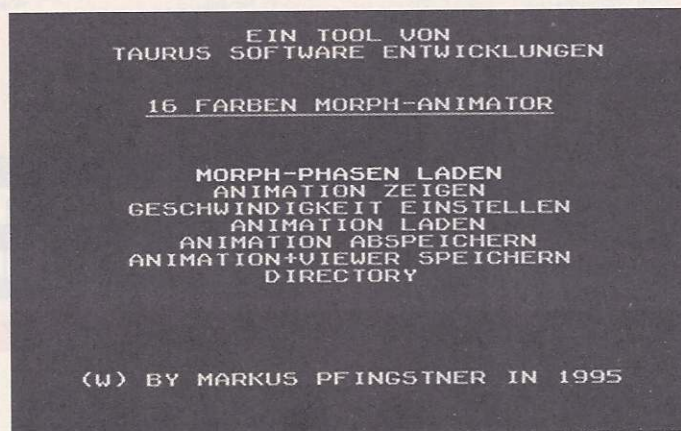 EIN TOOL VON
TAURUS SOFTWARE ENTWICKLUNGEN
16 FARBEN MORPH-ANIMATOR
MORPH-PHASEN LADEN
ANIMATION ZEIGEN
GESCHWINDIGKEIT EINSTELLEN
ANIMATION LADEN
ANIMATION ABSPEICHERN
ANIMATION+VIEWER SPEICHERN
DIRECTORY
(W) BY MARKUS PFINGSTNER IN 1995